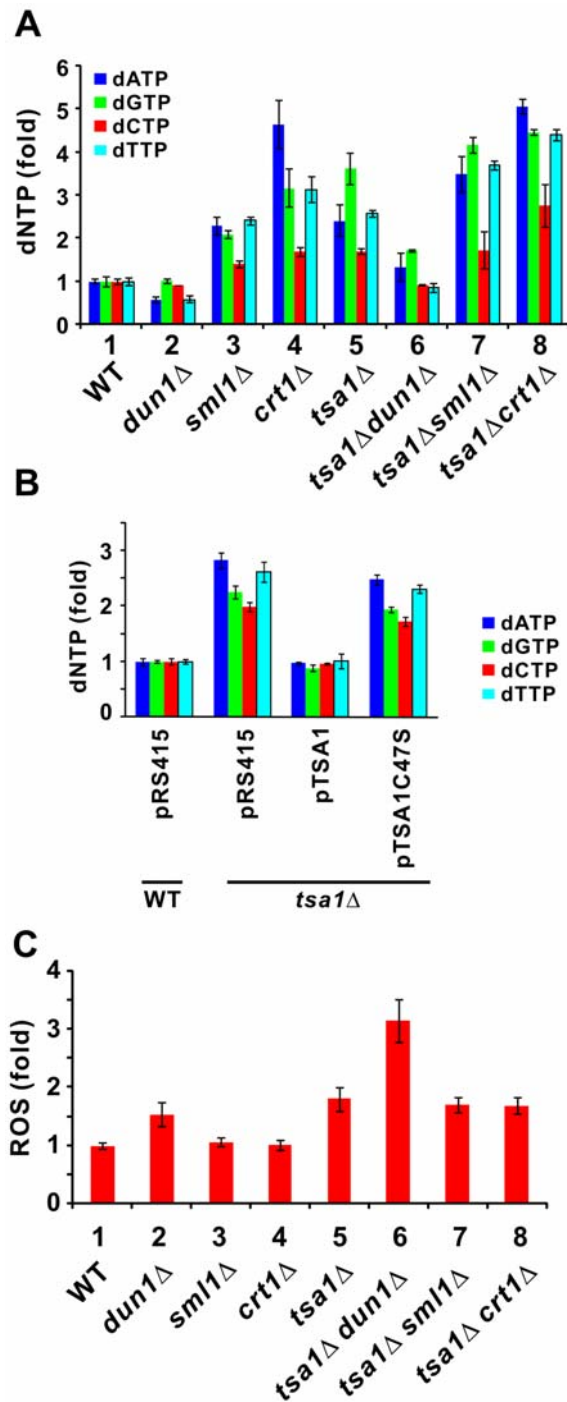 A
dNTP (fold)
6
5
4
3
2
1
0
dATP
dGTP
dCTP
dTTP
1 2 3 4 5 6 7 8
WT dun1Δ sml1Δ crt1Δ tsa1Δ tsa1Δdun1Δ tsa1Δsml1Δ tsa1Δcrt1Δ
B
dNTP (fold)
3
2
1
0
dATP
dGTP
dCTP
dTTP
pRS415 pRS415 pTSA1 pTSA1C47S
WT tsa1Δ
C
ROS (fold)
4
3
2
1
0
1 2 3 4 5 6 7 8
WT dun1Δ sml1Δ crt1Δ tsa1Δ tsa1Δ dun1Δ tsa1Δ sml1Δ tsa1Δ crt1Δ